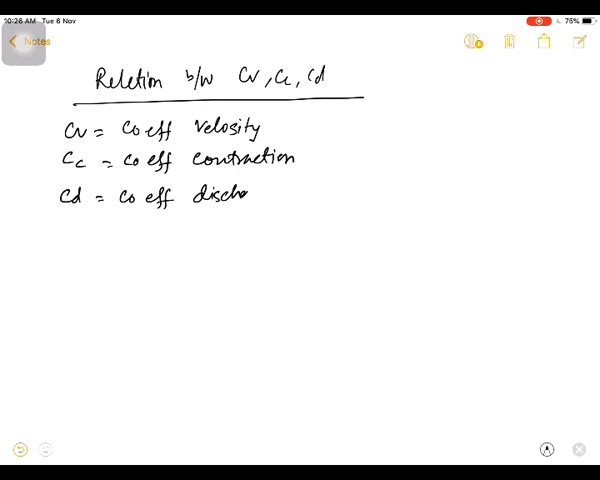 10:26 AM Tue 6 Nov
75%
Notes
Reletion b/w Cv, Cc, Cd
Cv = Co eff velosity
Cc = co eff contraction
Cd = co eff discha